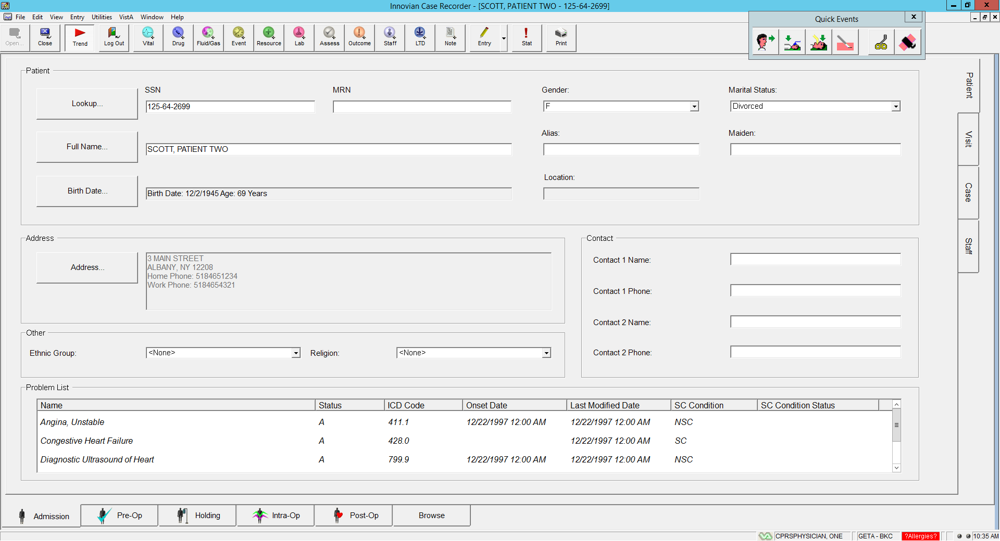 Innovian Case Recorder - [SCOTT, PATIENT TWO - 125-64-2699]
File Edit View Entry Utilities VistA Window Help
Quick Events
Open... Close Trend Log Out Vital Drug Fluid/Gas Event Resource Lab Assess Outcome Staff LTD Note Entry Stat Print
Patient
SSN MRN Gender: Marital Status:
Lookup...
125-64-2699 F Divorced
Alias: Maiden:
Full Name...
SCOTT, PATIENT TWO
Location:
Birth Date...
Birth Date: 12/2/1945 Age: 69 Years
Patient
Visit
Case
Staff
Address
Address...
3 MAIN STREET
ALBANY, NY 12208
Home Phone: 5184651234
Work Phone: 5184654321
Contact
Contact 1 Name:
Contact 1 Phone:
Contact 2 Name:
Contact 2 Phone:
Other
Ethnic Group: <None> Religion: <None>
Problem List
Name Status ICD Code Onset Date Last Modified Date SC Condition SC Condition Status
Angina, Unstable A 411.1 12/22/1997 12:00 AM 12/22/1997 12:00 AM NSC
Congestive Heart Failure A 428.0 12/22/1997 12:00 AM SC
Diagnostic Ultrasound of Heart A 799.9 12/22/1997 12:00 AM 12/22/1997 12:00 AM NSC
Admission Pre-Op Holding Intra-Op Post-Op Browse
CPRSPHYSICIAN, ONE GETA - BKC ?Allergies? 10:35 AM